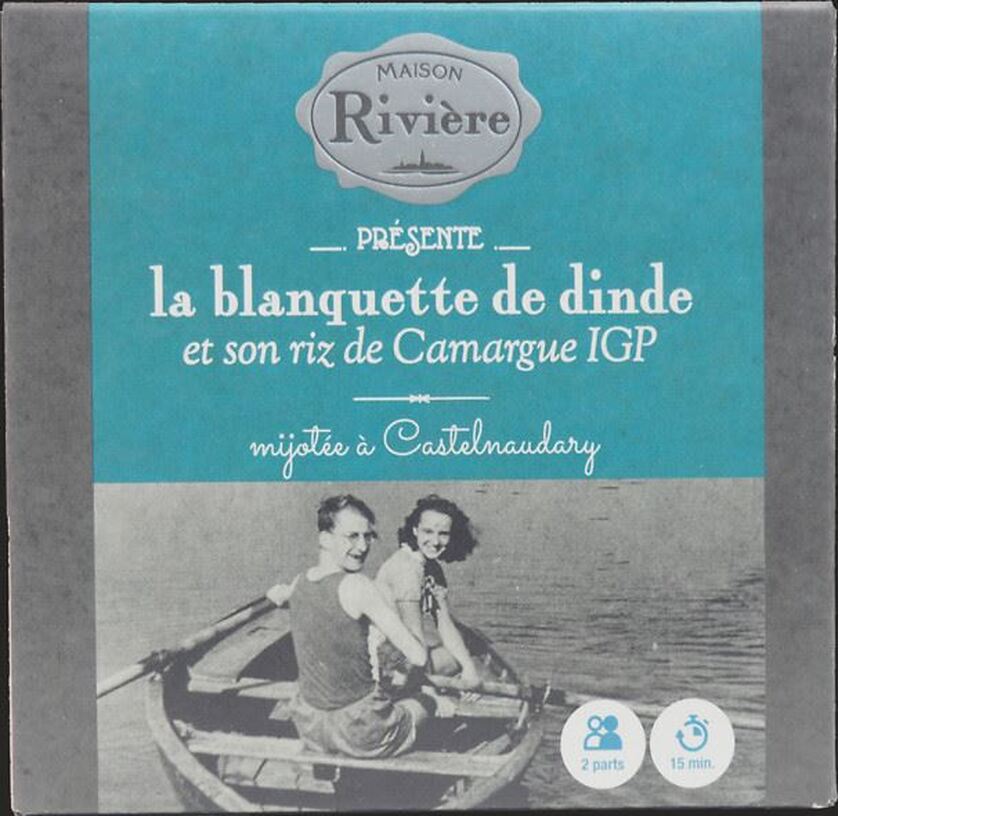 MAISON
Rivière
PRÉSENTE
la blanquette de dinde
et son riz de Camargue IGP
mijotée à Castelnaudary
2 parts
15 min.